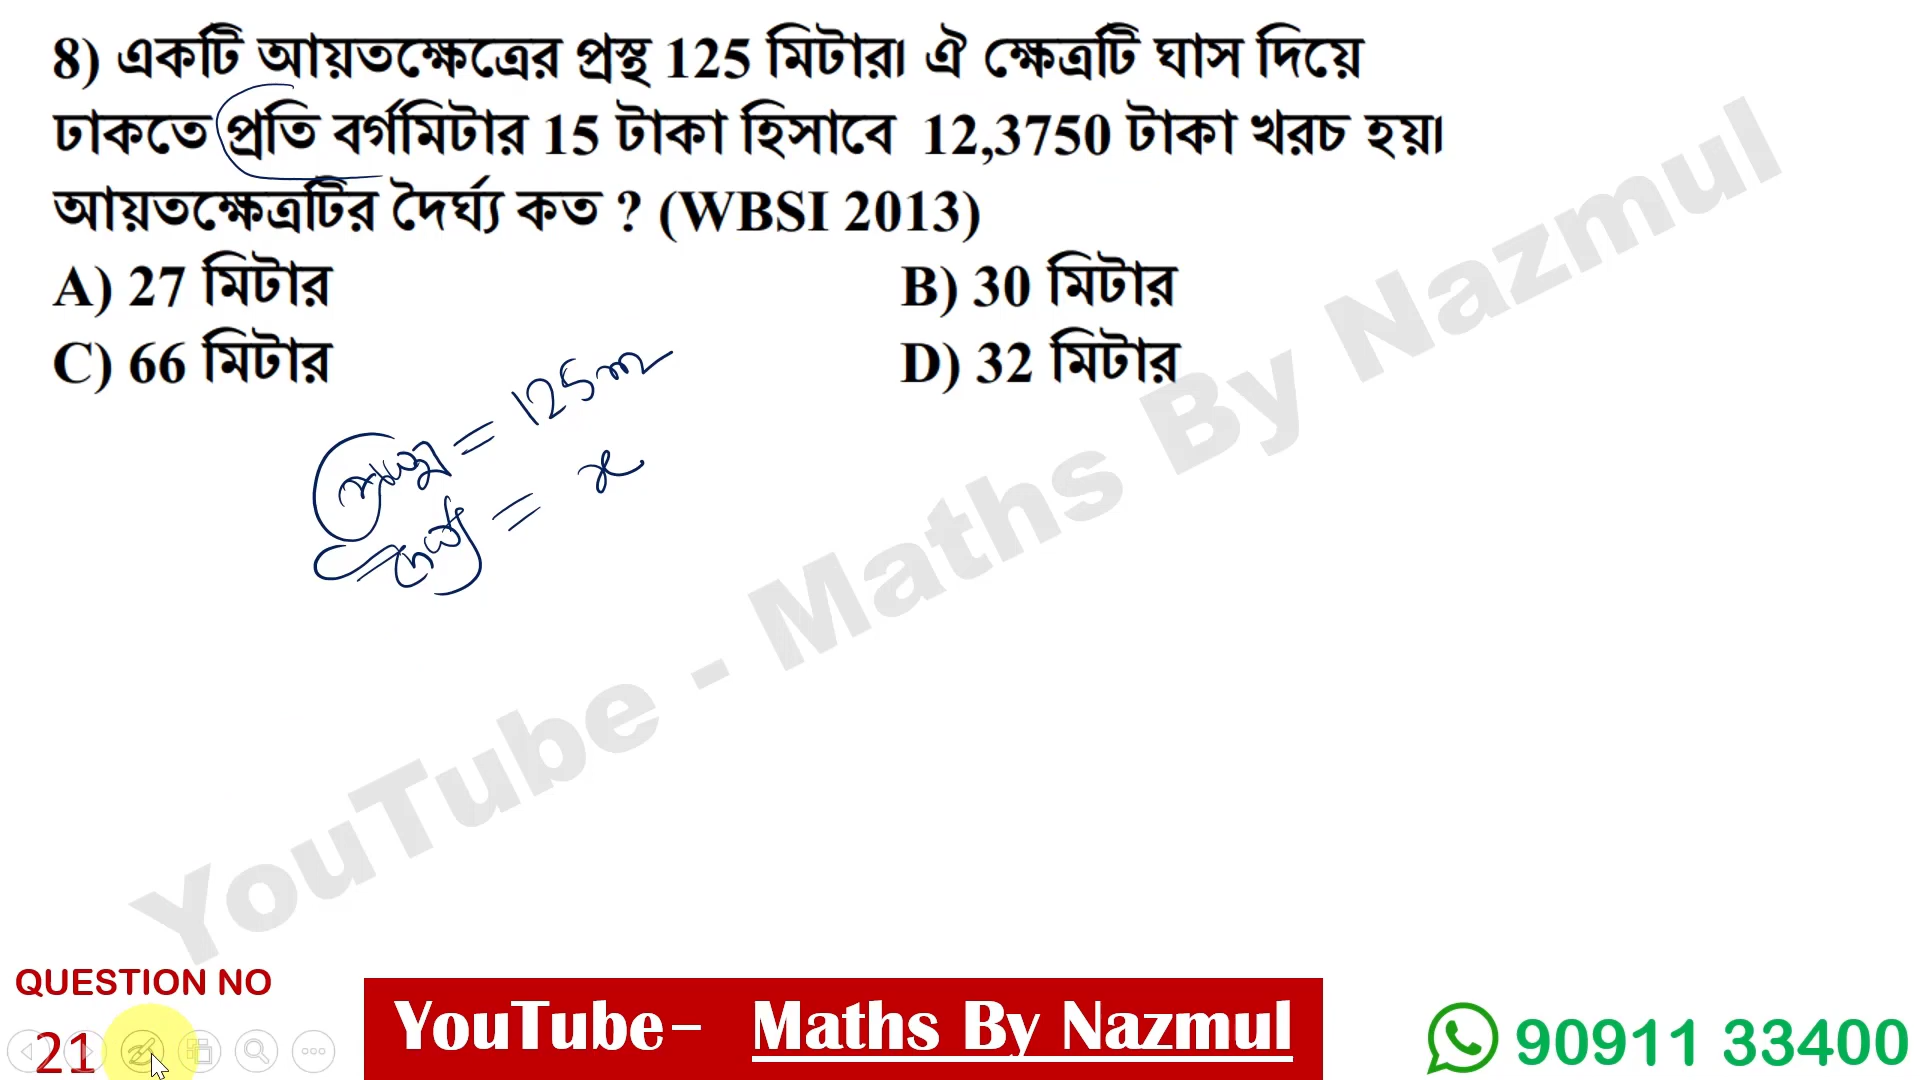 8) একটি আয়তক্ষেত্রের প্রস্থ 125 মিটার। ঐ ক্ষেত্রটি ঘাস দিয়ে
ঢাকতে প্রতি বর্গমিটার 15 টাকা হিসাবে 12,3750 টাকা খরচ হয়।
আয়তক্ষেত্রটির দৈর্ঘ্য কত ? (WBSI 2013)
A) 27 মিটার B) 30 মিটার
C) 66 মিটার D) 32 মিটার
= 125 m
= x
YouTube - Maths By Nazmul
QUESTION NO
21
YouTube- Maths By Nazmul
90911 33400